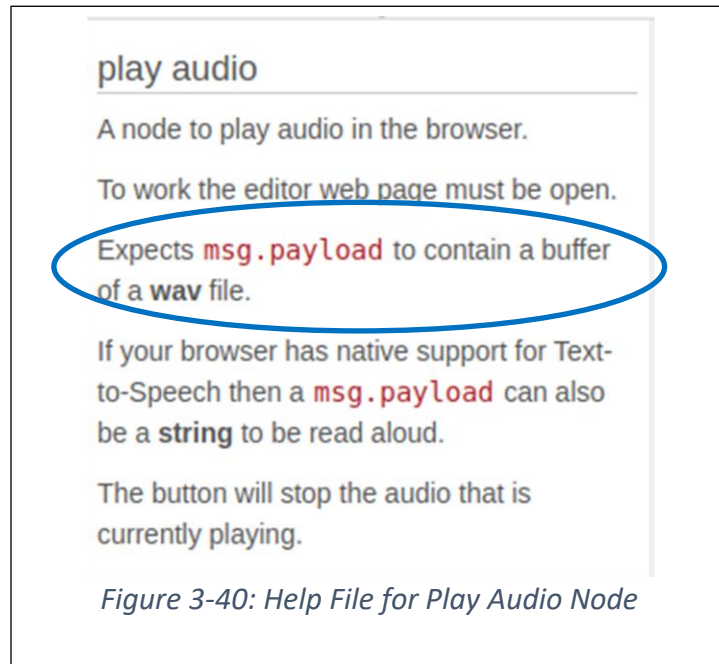 play audio
A node to play audio in the browser.
To work the editor web page must be open.
Expects msg.payload to contain a buffer
of a wav file.
If your browser has native support for Text-
to-Speech then a msg.payload can also
be a string to be read aloud.
The button will stop the audio that is
currently playing.
Figure 3-40: Help File for Play Audio Node